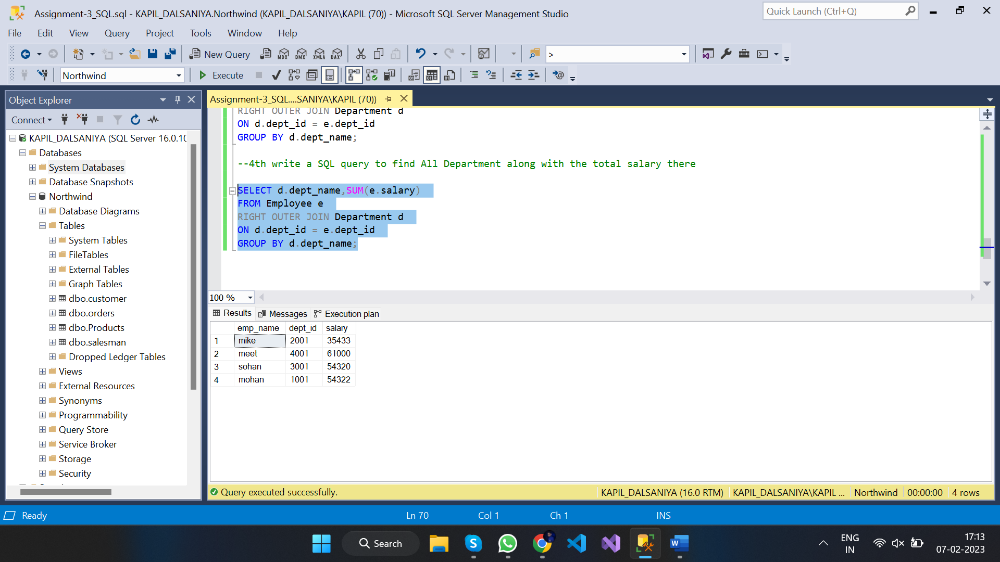 Assignment-3_SQL.sql - KAPIL_DALSANIYA.Northwind (KAPIL_DALSANIYA\KAPIL (70)) - Microsoft SQL Server Management Studio
Quick Launch (Ctrl+Q)
File Edit View Query Project Tools Window Help
New Query MDX DMX XMLA DAX >
Northwind Execute
Object Explorer
Connect
KAPIL_DALSANIYA (SQL Server 16.0.10
Databases
System Databases
Database Snapshots
Northwind
Database Diagrams
Tables
System Tables
FileTables
External Tables
Graph Tables
dbo.customer
dbo.orders
dbo.Products
dbo.salesman
Dropped Ledger Tables
Views
External Resources
Synonyms
Programmability
Query Store
Service Broker
Storage
Security
Assignment-3_SQL....SANIYA\KAPIL (70))
RIGHT OUTER JOIN Department d
ON d.dept_id = e.dept_id
GROUP BY d.dept_name;
--4th write a SQL query to find All Department along with the total salary there
SELECT d.dept_name,SUM(e.salary)
FROM Employee e
RIGHT OUTER JOIN Department d
ON d.dept_id = e.dept_id
GROUP BY d.dept_name;
100 %
Results Messages Execution plan
emp_name dept_id salary
1 mike 2001 35433
2 meet 4001 61000
3 sohan 3001 54320
4 mohan 1001 54322
Query executed successfully. KAPIL_DALSANIYA (16.0 RTM) KAPIL_DALSANIYA\KAPIL ... Northwind 00:00:00 4 rows
Ready Ln 70 Col 1 Ch 1 INS
Search
ENG
IN
17:13
07-02-2023